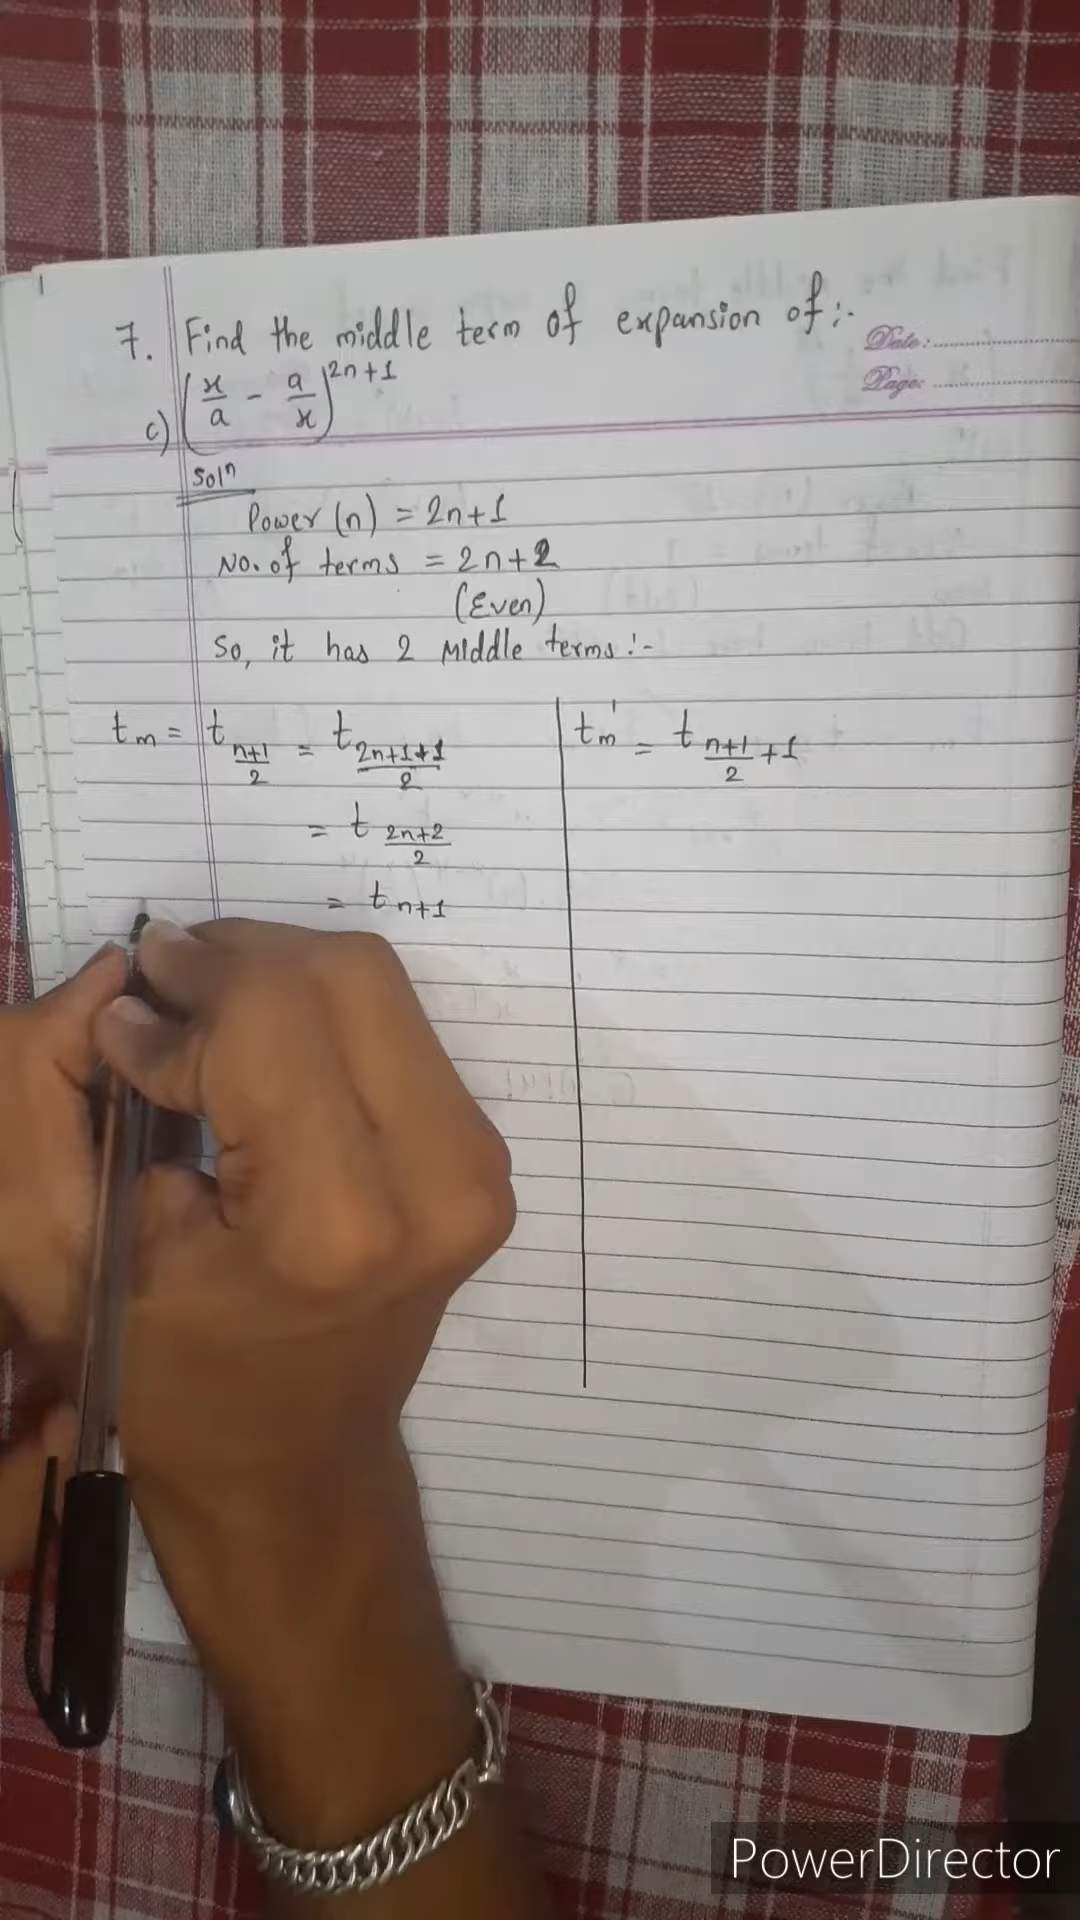 7. Find the middle term of expansion of :-
Date:
Page:
c) (x/a - a/x)^2n+1
Solⁿ
Power (n) = 2n+1
No. of terms = 2n+2
(Even)
So, it has 2 Middle terms :-
tm = t n+1/2 = t 2n+1+1/2
= t 2n+2/2
= t n+1
tm' = t n+1/2 +1
PowerDirector